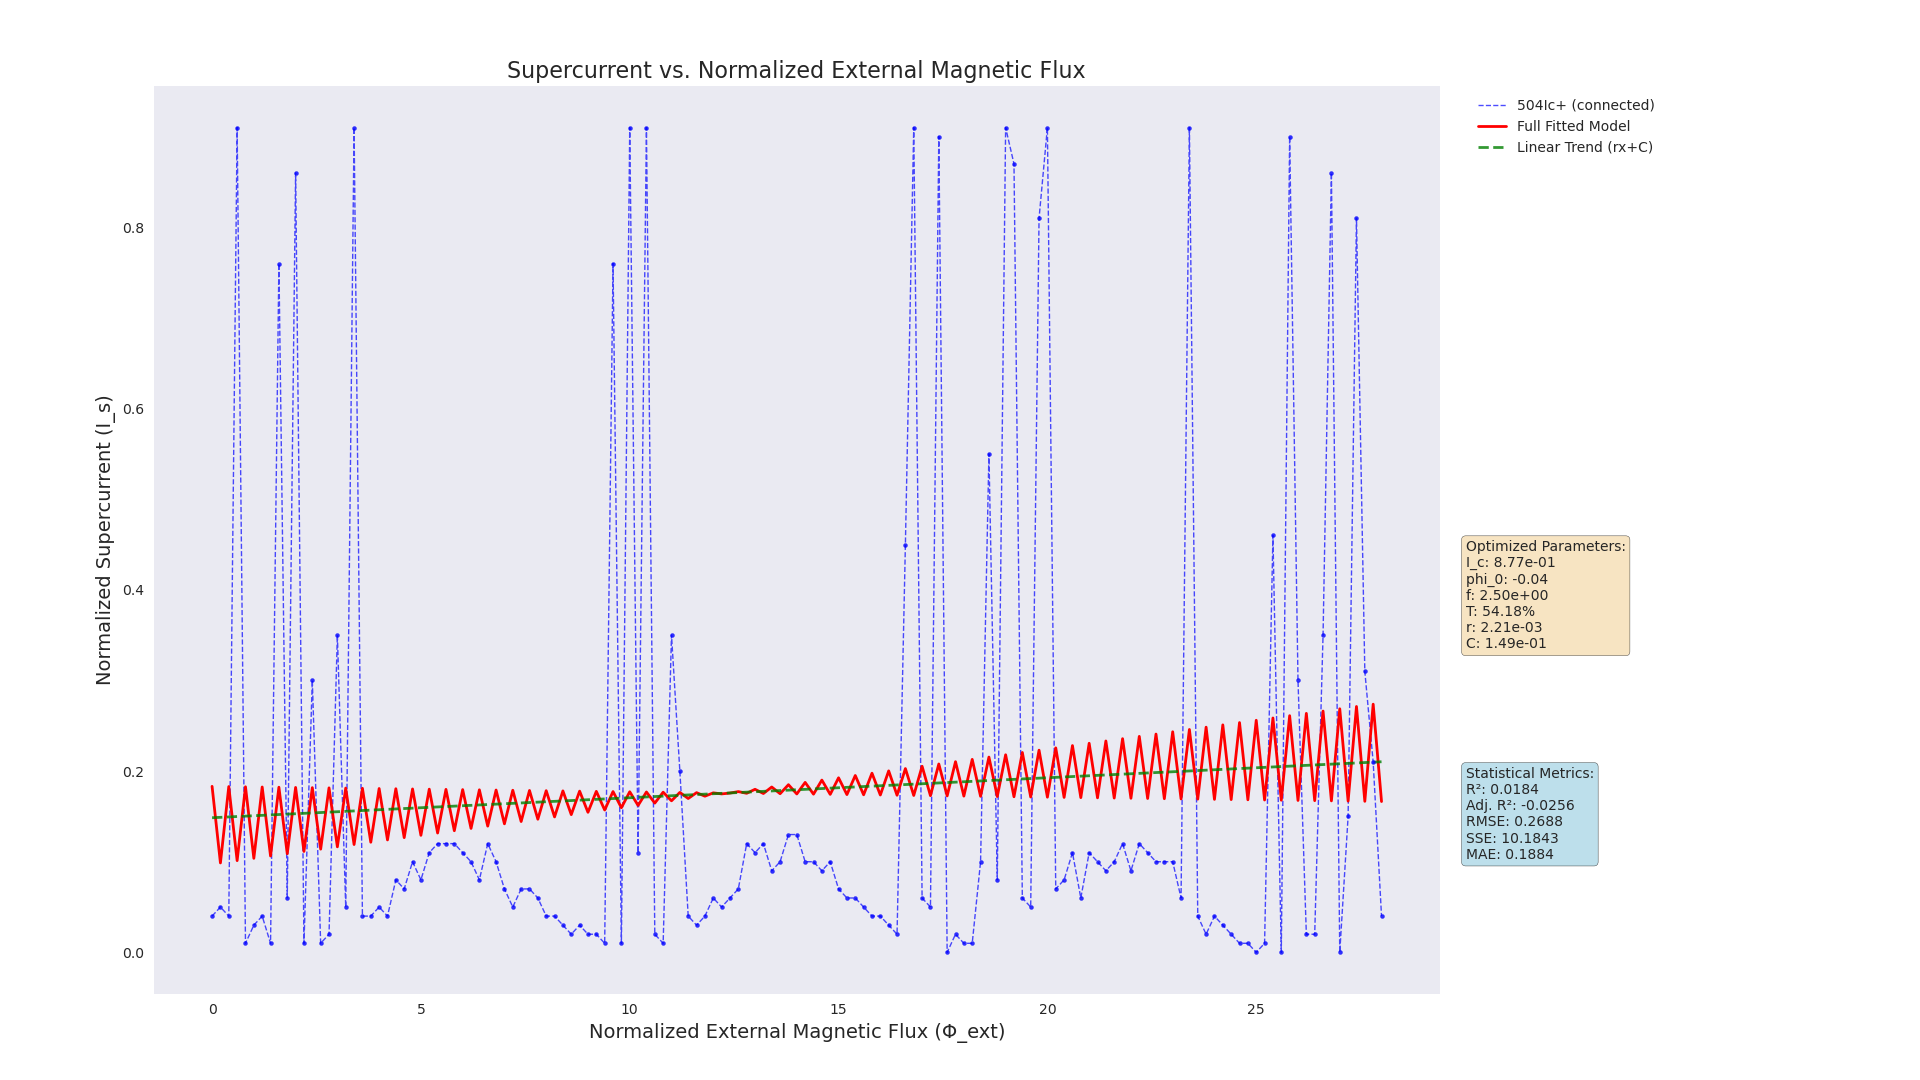 Supercurrent vs. Normalized External Magnetic Flux
504Ic+ (connected)
Full Fitted Model
Linear Trend (rx+C)
Normalized Supercurrent (I_s)
0.8
0.6
0.4
0.2
0.0
0
5
10
15
20
25
Normalized External Magnetic Flux (Φ_ext)
Optimized Parameters:
I_c: 8.77e-01
phi_0: -0.04
f: 2.50e+00
T: 54.18%
r: 2.21e-03
C: 1.49e-01
Statistical Metrics:
R²: 0.0184
Adj. R²: -0.0256
RMSE: 0.2688
SSE: 10.1843
MAE: 0.1884